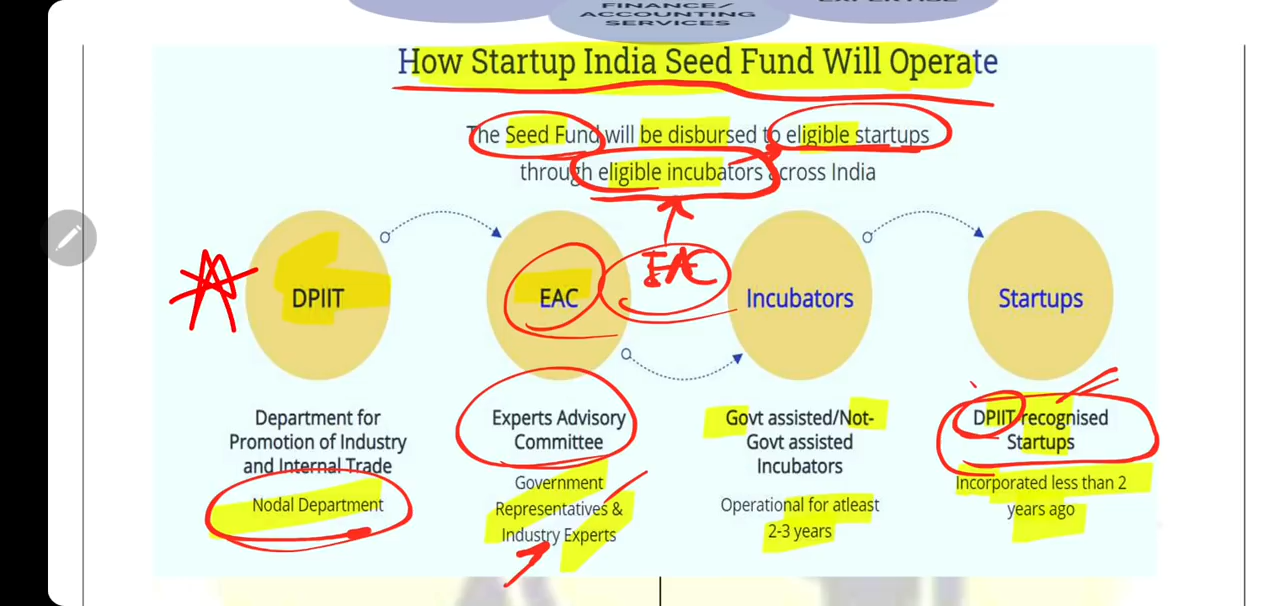 FINANCE/
ACCOUNTING
SERVICES
EXPERTISE
How Startup India Seed Fund Will Operate
The Seed Fund will be disbursed to eligible startups
through eligible incubators across India
EAC
DPIIT
EAC
Incubators
Startups
Department for
Promotion of Industry
and Internal Trade
Nodal Department
Experts Advisory
Committee
Government
Representatives &
Industry Experts
Govt assisted/Not-
Govt assisted
Incubators
Operational for atleast
2-3 years
DPIIT recognised
Startups
Incorporated less than 2
years ago